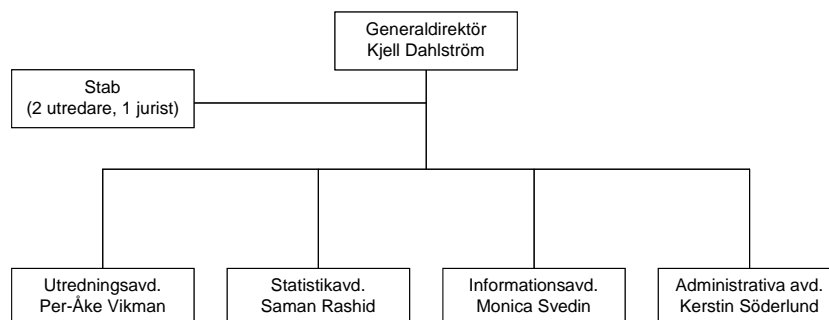 Generaldirektör
Kjell Dahlström
Stab
(2 utredare, 1 jurist)
Utredningsavd.
Per-Åke Vikman
Statistikavd.
Saman Rashid
Informationsavd.
Monica Svedin
Administrativa avd.
Kerstin Söderlund